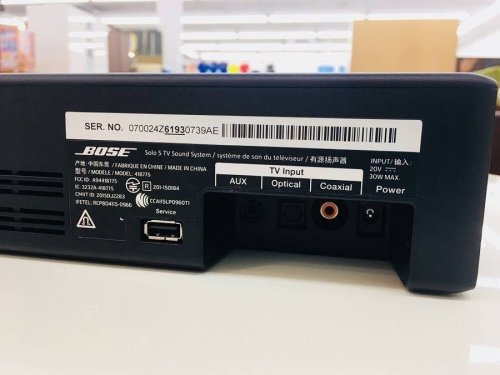 SER. NO. 070024Z61930739AE
BOSE Solo 5 TV Sound System / système de son du téléviseur / 有源扬声器
产地: 中国东莞 / FABRIQUÉ EN CHINE / MADE IN CHINA
型号 / MODÈLE / MODEL: 418775
FCC ID: A94418775
IC: 3232A-418775
CMIIT ID: 2015DJ2283
IFETEL: RCPBO4115-0966
R 201-150184
CCAI15LP0960T1
Service
TV Input
AUX Optical Coaxial
INPUT/输入:
20V
30W MAX.
Power